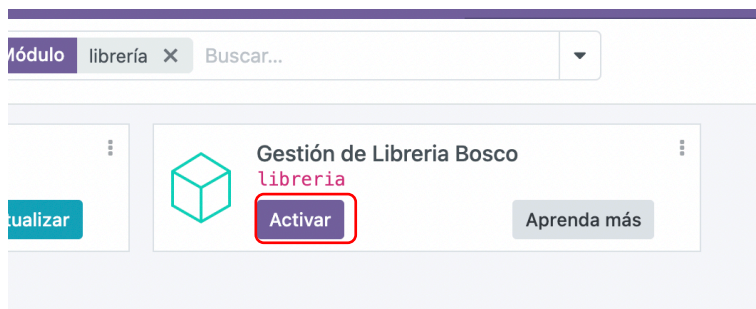 Módulo librería × Buscar...
Gestión de Libreria Bosco
libreria
tualizar Activar Aprenda más